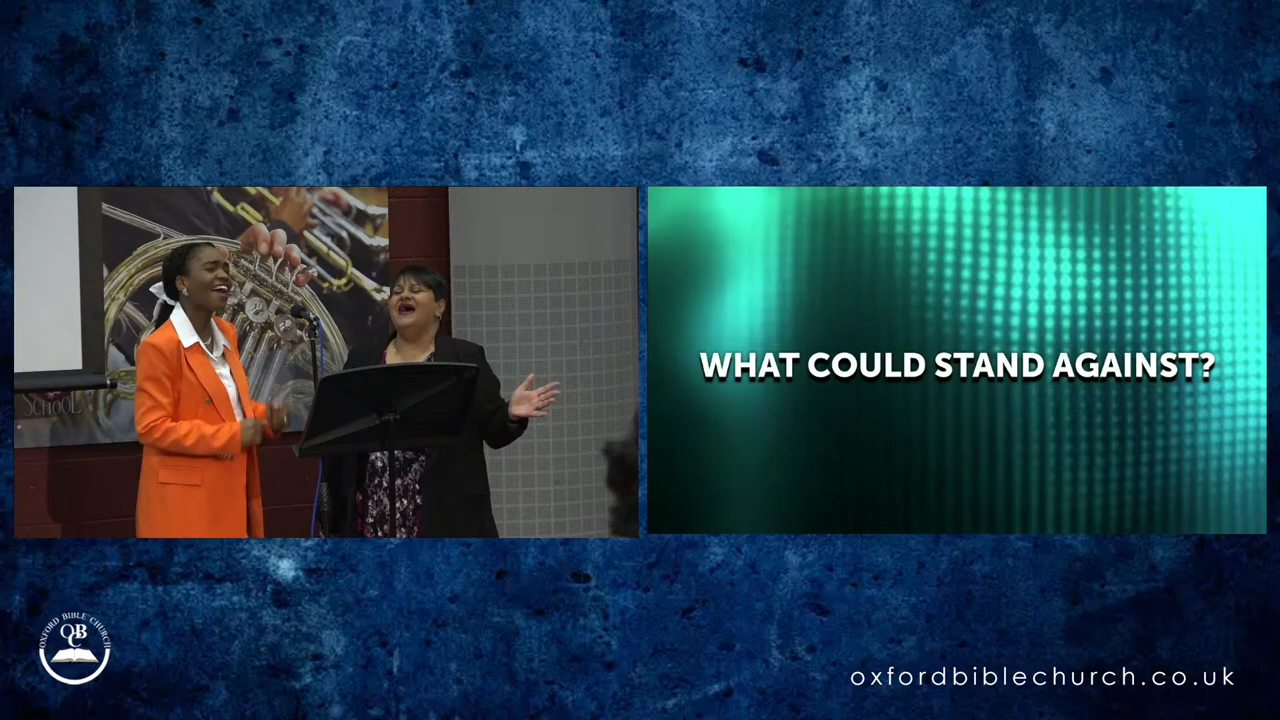 SCHOOL
WHAT COULD STAND AGAINST?
OXFORD BIBLE CHURCH
OBC
oxfordbiblechurch.co.uk